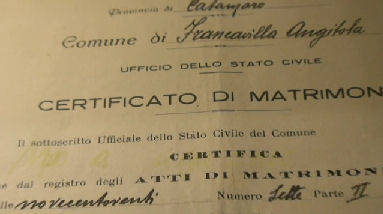 Provincia di Catanzaro
Comune di Francavilla Angitola
UFFICIO DELLO STATO CIVILE
CERTIFICATO DI MATRIMON
Il sottoscritto Ufficiale dello Stato Civile del Comune
CERTIFICA
e dal registro degli ATTI DI MATRIMON
lle novecentoventi Numero Sette Parte II